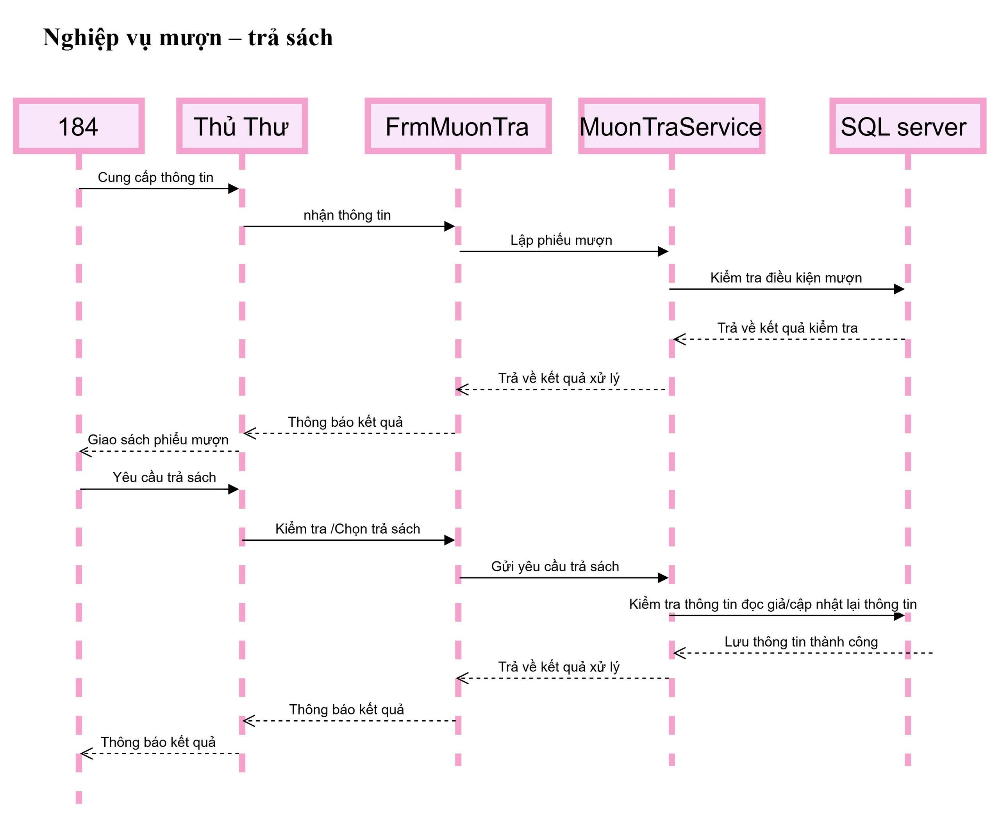 Nghiệp vụ mượn – trả sách
184
Thủ Thư
FrmMuonTra
MuonTraService
SQL server
Cung cấp thông tin
nhận thông tin
Lập phiếu mượn
Kiểm tra điều kiện mượn
Trả về kết quả kiểm tra
Trả về kết quả xử lý
Thông báo kết quả
Giao sách phiểu mượn
Yêu cầu trả sách
Kiểm tra /Chọn trả sách
Gửi yêu cầu trả sách
Kiểm tra thông tin đọc giả/cập nhật lại thông tin
Lưu thông tin thành công
Trả về kết quả xử lý
Thông báo kết quả
Thông báo kết quả